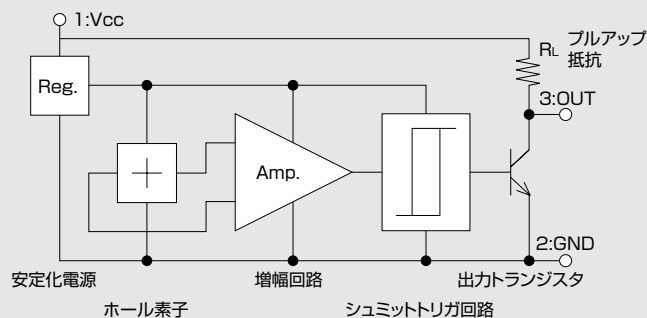 1:Vcc
RL プルアップ
抵抗
Reg.
3:OUT
Amp.
2:GND
安定化電源 増幅回路 出力トランジスタ
ホール素子 シュミットトリガ回路